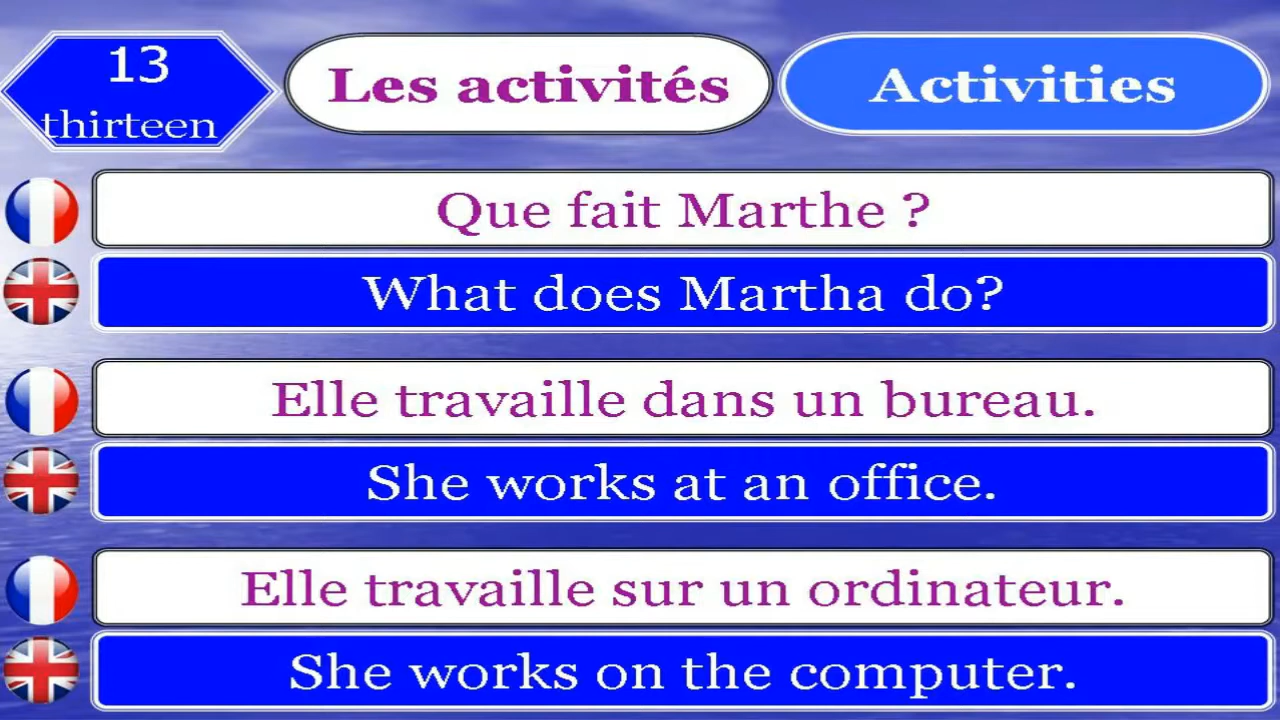 13
thirteen
Les activités
Activities
Que fait Marthe ?
What does Martha do?
Elle travaille dans un bureau.
She works at an office.
Elle travaille sur un ordinateur.
She works on the computer.